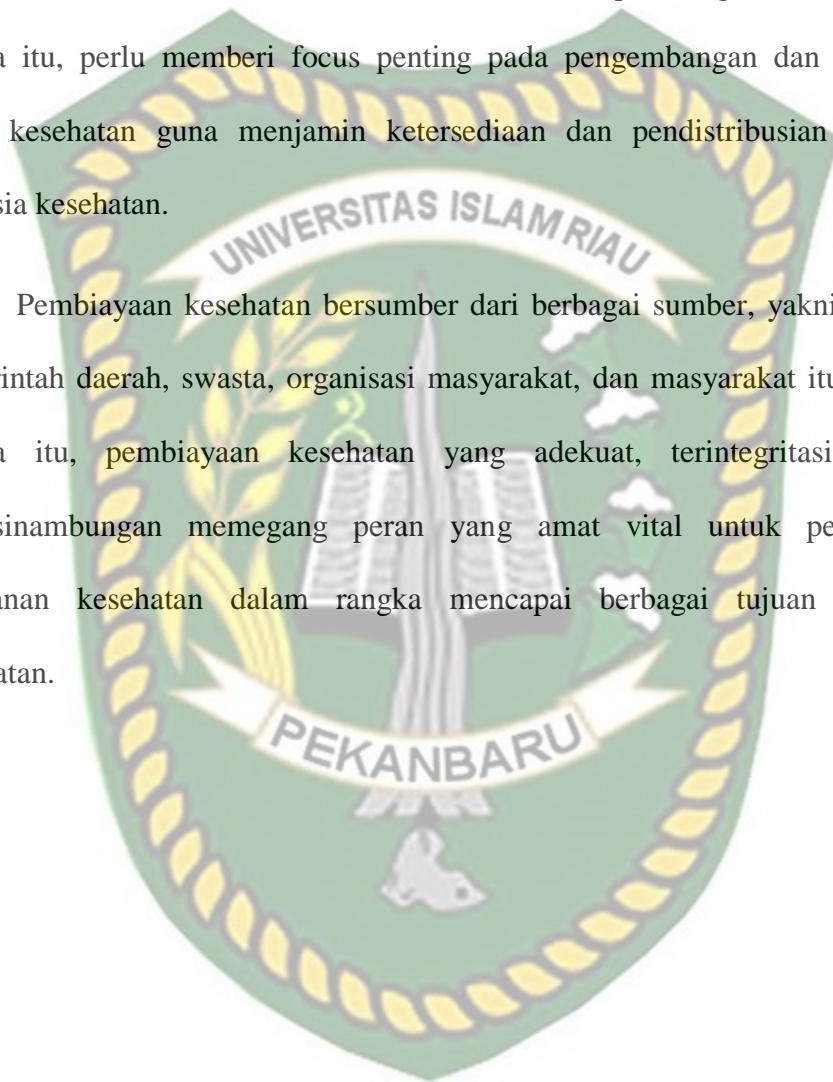 a itu, perlu memberi focus penting pada pengembangan dan
kesehatan guna menjamin ketersediaan dan pendistribusian
sia kesehatan.
UNIVERSITAS ISLAM RIAU
Pembiayaan kesehatan bersumber dari berbagai sumber, yakni
rintah daerah, swasta, organisasi masyarakat, dan masyarakat itu
a itu, pembiayaan kesehatan yang adekuat, terintegritasi
sinambungan memegang peran yang amat vital untuk pe
anan kesehatan dalam rangka mencapai berbagai tujuan
atan.
PEKANBARU